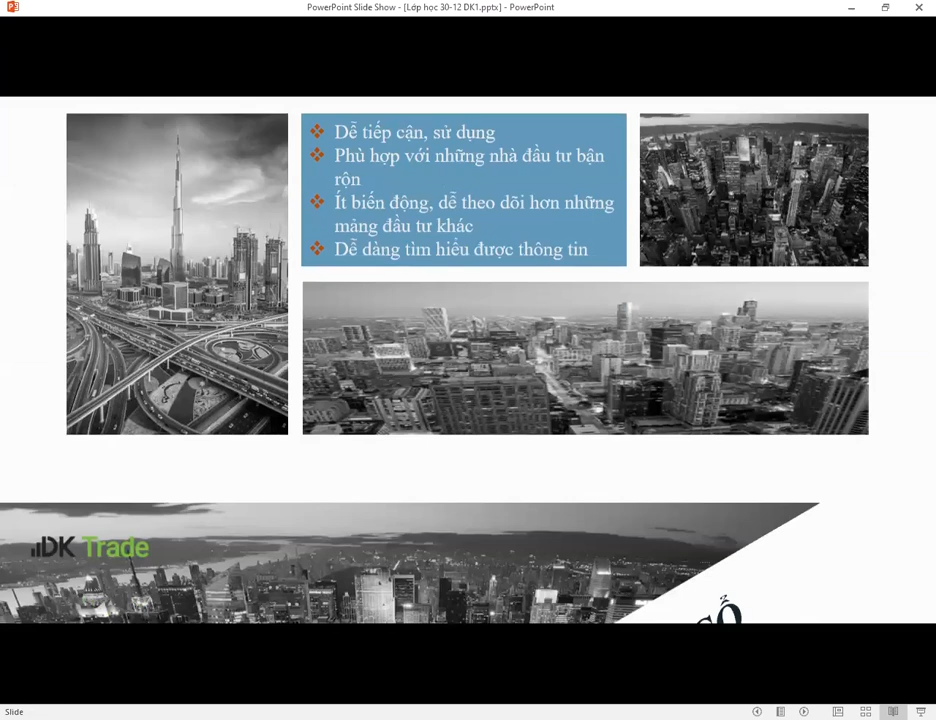 PowerPoint Slide Show - [Lớp học 30-12 DK1.pptx] - PowerPoint
Dễ tiếp cận, sử dụng
Phù hợp với những nhà đầu tư bận
rộn
Ít biến động, dễ theo dõi hơn những
mảng đầu tư khác
Dễ dàng tìm hiểu được thông tin
DK Trade
Slide